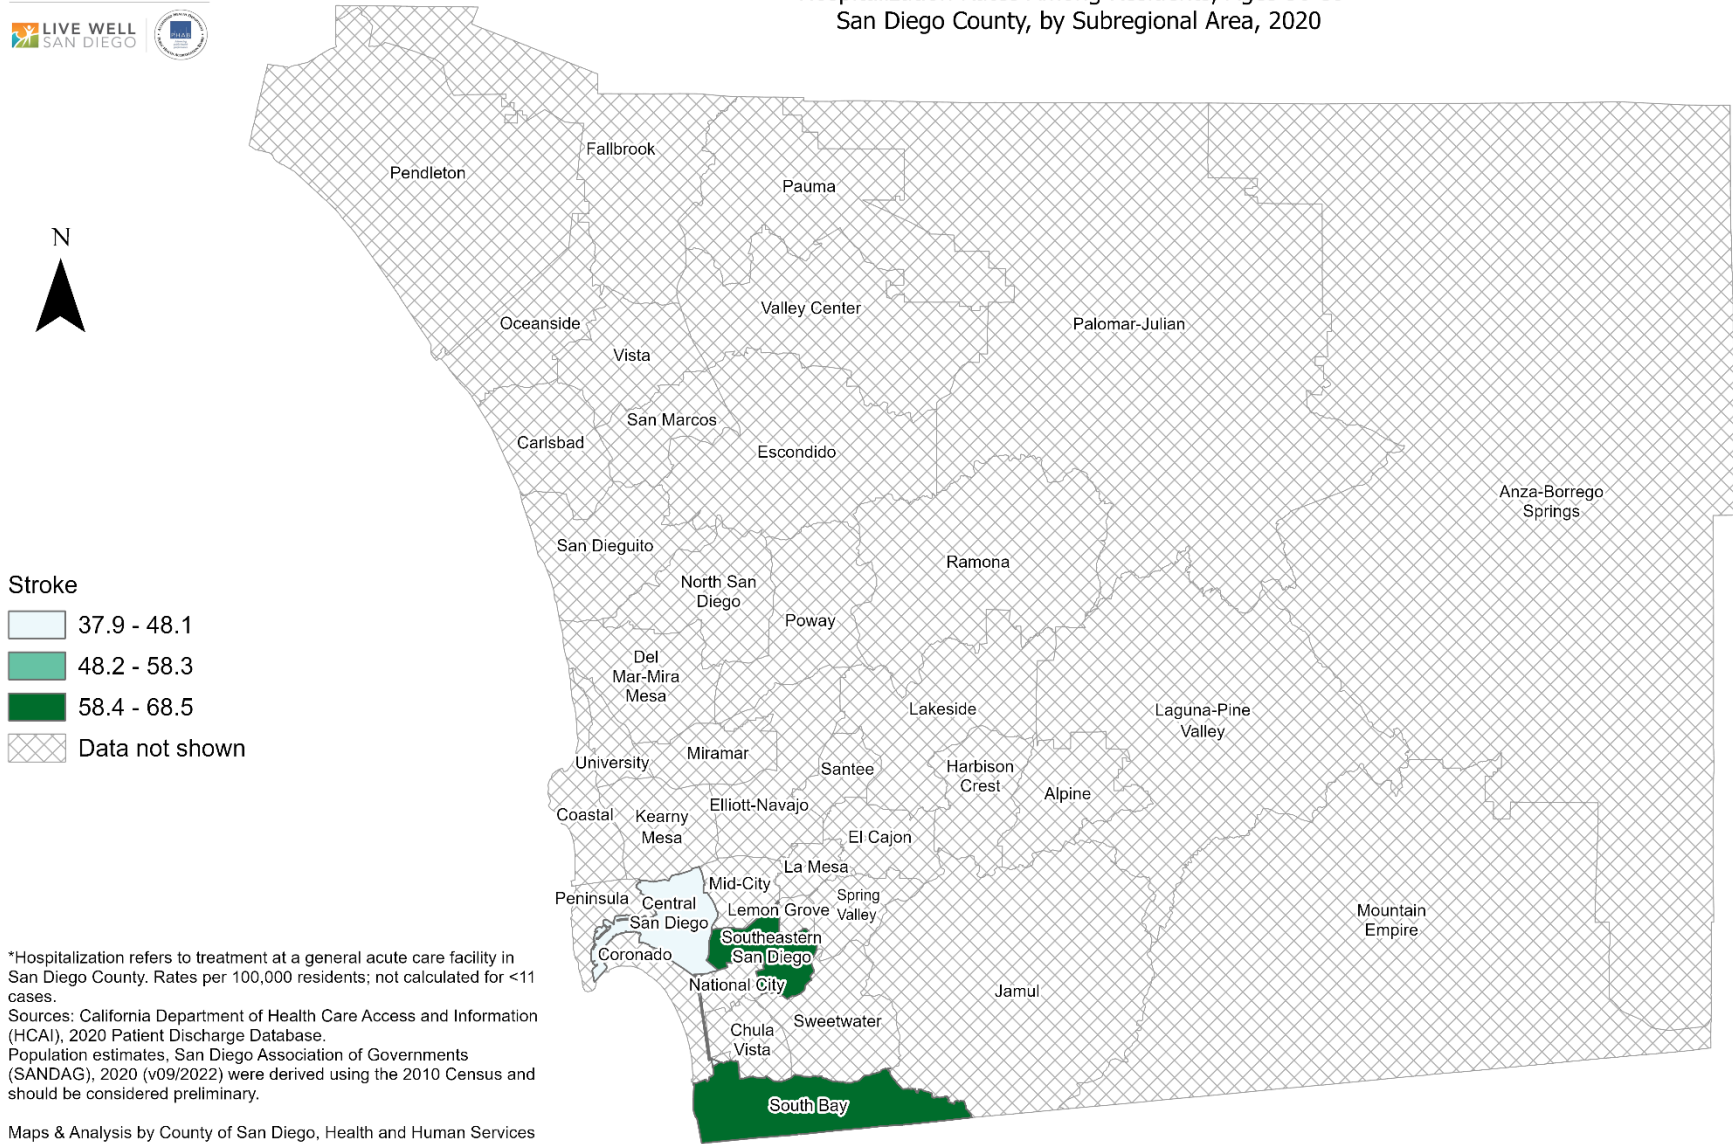 LIVE WELL
SAN DIEGO
PHAB
San Diego County, by Subregional Area, 2020
Fallbrook
Pendleton
Pauma
N
Valley Center
Oceanside
Palomar-Julian
Vista
San Marcos
Carlsbad
Escondido
Anza-Borrego
Springs
San Dieguito
Ramona
North San
Diego
Poway
Del
Mar-Mira
Mesa
Lakeside
Laguna-Pine
Valley
Miramar
University
Santee
Harbison
Crest
Alpine
Elliott-Navajo
Coastal
Kearny
Mesa
El Cajon
La Mesa
Mid-City
Peninsula
Central
San Diego
Lemon Grove
Spring
Valley
Mountain
Empire
Southeastern
San Diego
Coronado
National City
Jamul
Sweetwater
Chula
Vista
South Bay
Stroke
37.9 - 48.1
48.2 - 58.3
58.4 - 68.5
Data not shown
*Hospitalization refers to treatment at a general acute care facility in
San Diego County. Rates per 100,000 residents; not calculated for <11
cases.
Sources: California Department of Health Care Access and Information
(HCAI), 2020 Patient Discharge Database.
Population estimates, San Diego Association of Governments
(SANDAG), 2020 (v09/2022) were derived using the 2010 Census and
should be considered preliminary.
Maps & Analysis by County of San Diego, Health and Human Services